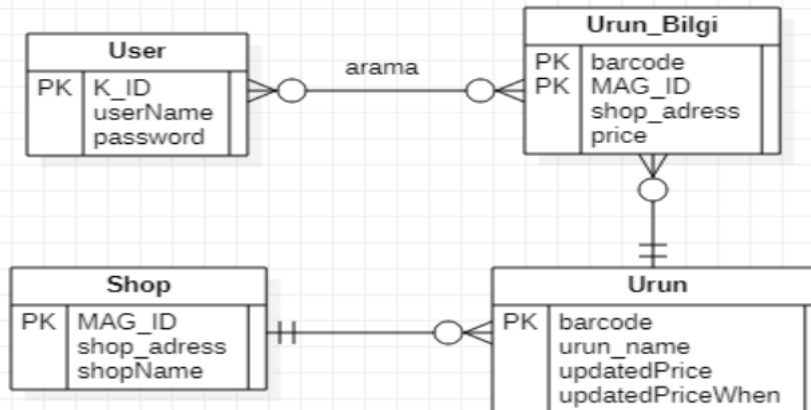 User
PK K_ID
userName
password
arama
Urun_Bilgi
PK barcode
PK MAG_ID
shop_adress
price
Shop
PK MAG_ID
shop_adress
shopName
Urun
PK barcode
urun_name
updatedPrice
updatedPriceWhen